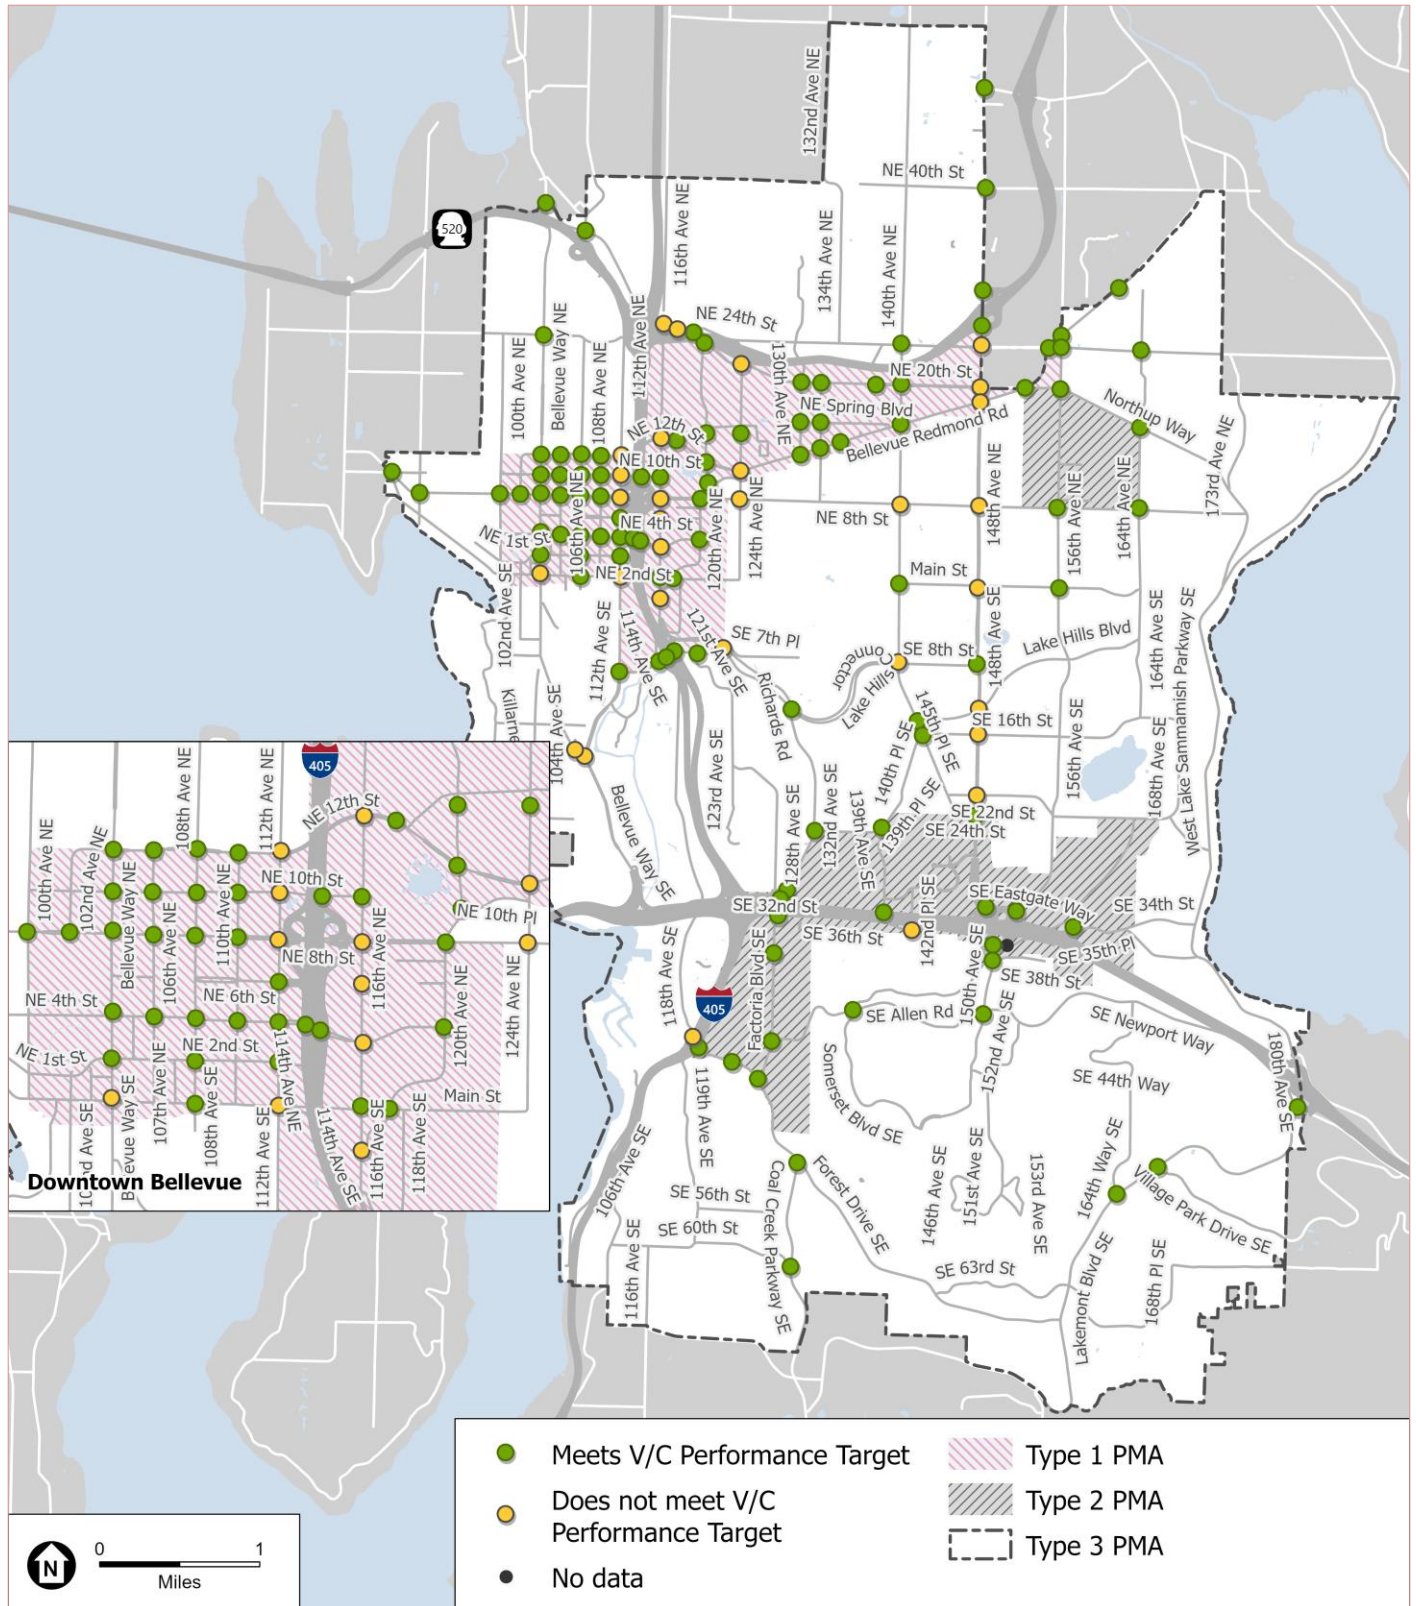 132nd Ave NE
NE 40th St
520
116th Ave NE
134th Ave NE
140th Ave NE
NE 24th St
112th Ave NE
130th Ave NE
NE 20th St
100th Ave NE
Bellevue Way NE
108th Ave NE
NE Spring Blvd
Bellevue Redmond Rd
Northup Way
NE 12th St
NE 10th St
173rd Ave NE
106th Ave NE
NE 4th St
120th Ave NE
124th Ave NE
NE 8th St
148th Ave NE
156th Ave NE
164th Ave NE
NE 1st St
NE 2nd St
Main St
102nd Ave SE
112th Ave SE
114th Ave SE
121st Ave SE
SE 7th Pl
Lake Hills Connector
SE 8th St
148th Ave SE
Lake Hills Blvd
164th Ave SE
West Lake Sammamish Parkway SE
Killarne
104th Ave SE
Richards Rd
145th Pl SE
SE 16th St
140th Pl SE
156th Ave SE
168th Ave SE
Bellevue Way SE
123rd Ave SE
128th Ave SE
132nd Ave SE
139th Ave SE
139th Pl SE
SE 22nd St
SE 24th St
SE 32nd St
SE Eastgate Way
SE 34th St
SE 36th St
142nd Pl SE
SE 35th Pl
118th Ave SE
Factoria Blvd SE
150th Ave SE
SE 38th St
405
SE Allen Rd
152nd Ave SE
SE Newport Way
180th Ave SE
119th Ave SE
Somerset Blvd SE
SE 44th Way
106th Ave SE
SE 56th St
SE 60th St
Coal Creek Parkway SE
Forest Drive SE
146th Ave SE
151st Ave SE
153rd Ave SE
164th Way SE
Village Park Drive SE
116th Ave SE
SE 63rd St
Lakemont Blvd SE
168th Pl SE
405
108th Ave NE
112th Ave NE
NE 12th St
100th Ave NE
102nd Ave NE
Bellevue Way NE
NE 10th St
110th Ave NE
NE 10th Pl
106th Ave NE
NE 8th St
116th Ave NE
NE 4th St
NE 6th St
120th Ave NE
124th Ave NE
NE 1st St
NE 2nd St
114th Ave NE
107th Ave NE
Main St
102nd Ave SE
Bellevue Way SE
108th Ave SE
112th Ave SE
114th Ave SE
116th Ave SE
118th Ave SE
Downtown Bellevue
Meets V/C Performance Target
Does not meet V/C
Performance Target
No data
Type 1 PMA
Type 2 PMA
Type 3 PMA
N
0 1
Miles